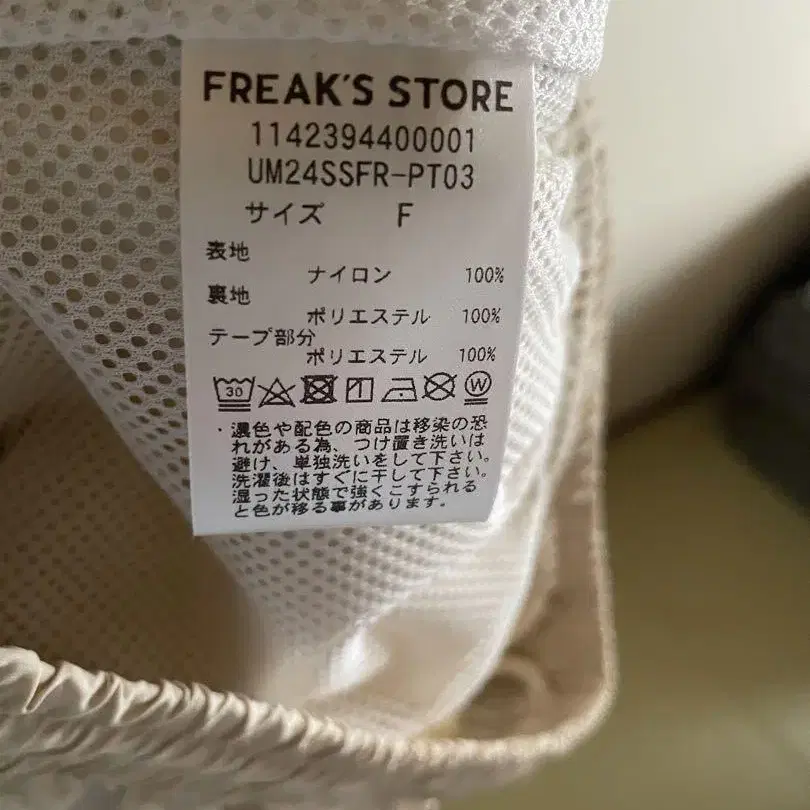 FREAK'S STORE
1142394400001
UM24SSFR-PT03
サイズ F
表地
ナイロン 100%
裏地
ポリエステル 100%
テープ部分
ポリエステル 100%
30 W
・濃色や配色の商品は移染の恐
れがある為、つけ置き洗いは
避け、単独洗いをして下さい。
洗濯後はすぐに干して下さい。
湿った状態で強くこすられる
と色が移る事があります。